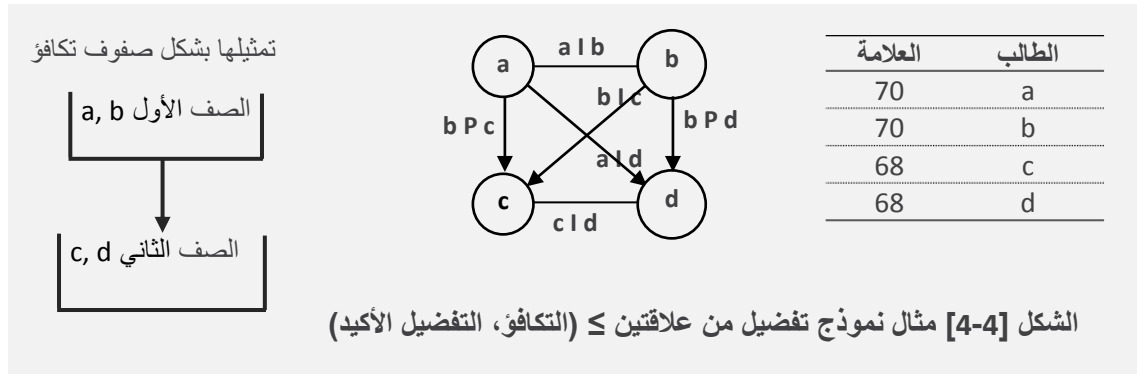 الطالب العلامة
a 70
b 70
c 68
d 68
a I b
a b
b I c
b P c
b P d
a I d
c d
c I d
تمثيلها بشكل صفوف تكافؤ
الصف الأول a, b
الصف الثاني c, d
الشكل [4-4] مثال نموذج تفضيل من علاقتين ≥ (التكافؤ، التفضيل الأكيد)